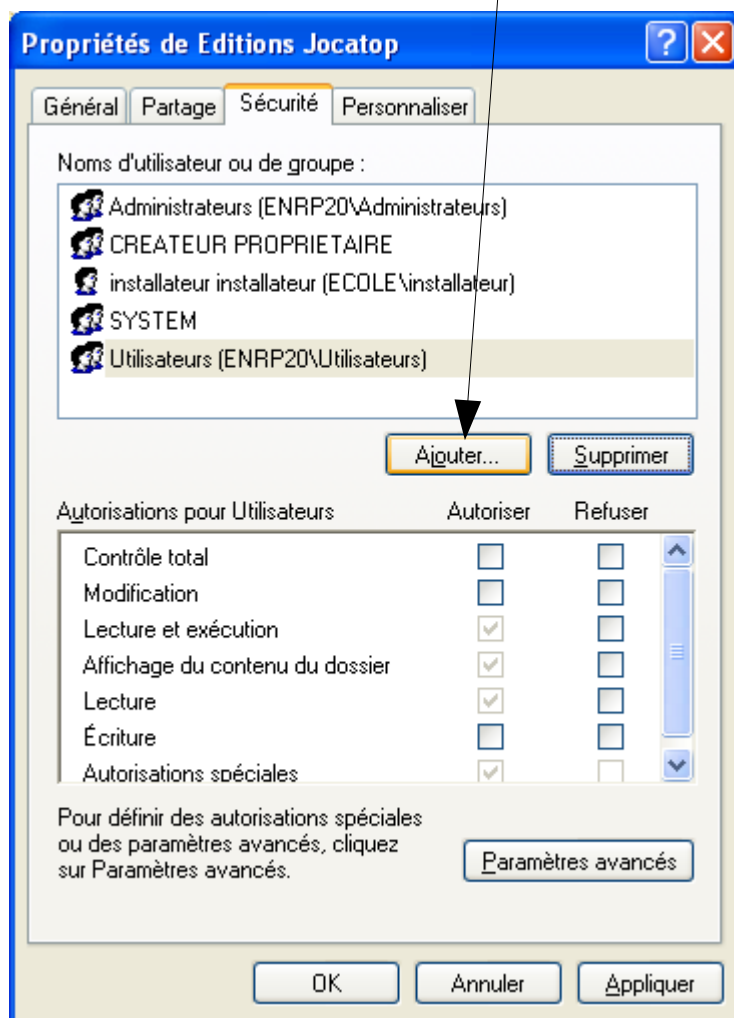 Propriétés de Editions Jocatop
Général Partage Sécurité Personnaliser
Noms d'utilisateur ou de groupe :
Administrateurs (ENRP20\Administrateurs)
CREATEUR PROPRIETAIRE
installateur installateur (ECOLE\installateur)
SYSTEM
Utilisateurs (ENRP20\Utilisateurs)
Ajouter... Supprimer
Autorisations pour Utilisateurs Autoriser Refuser
Contrôle total
Modification
Lecture et exécution
Affichage du contenu du dossier
Lecture
Écriture
Autorisations spéciales
Pour définir des autorisations spéciales
ou des paramètres avancés, cliquez
sur Paramètres avancés.
Paramètres avancés
OK Annuler Appliquer